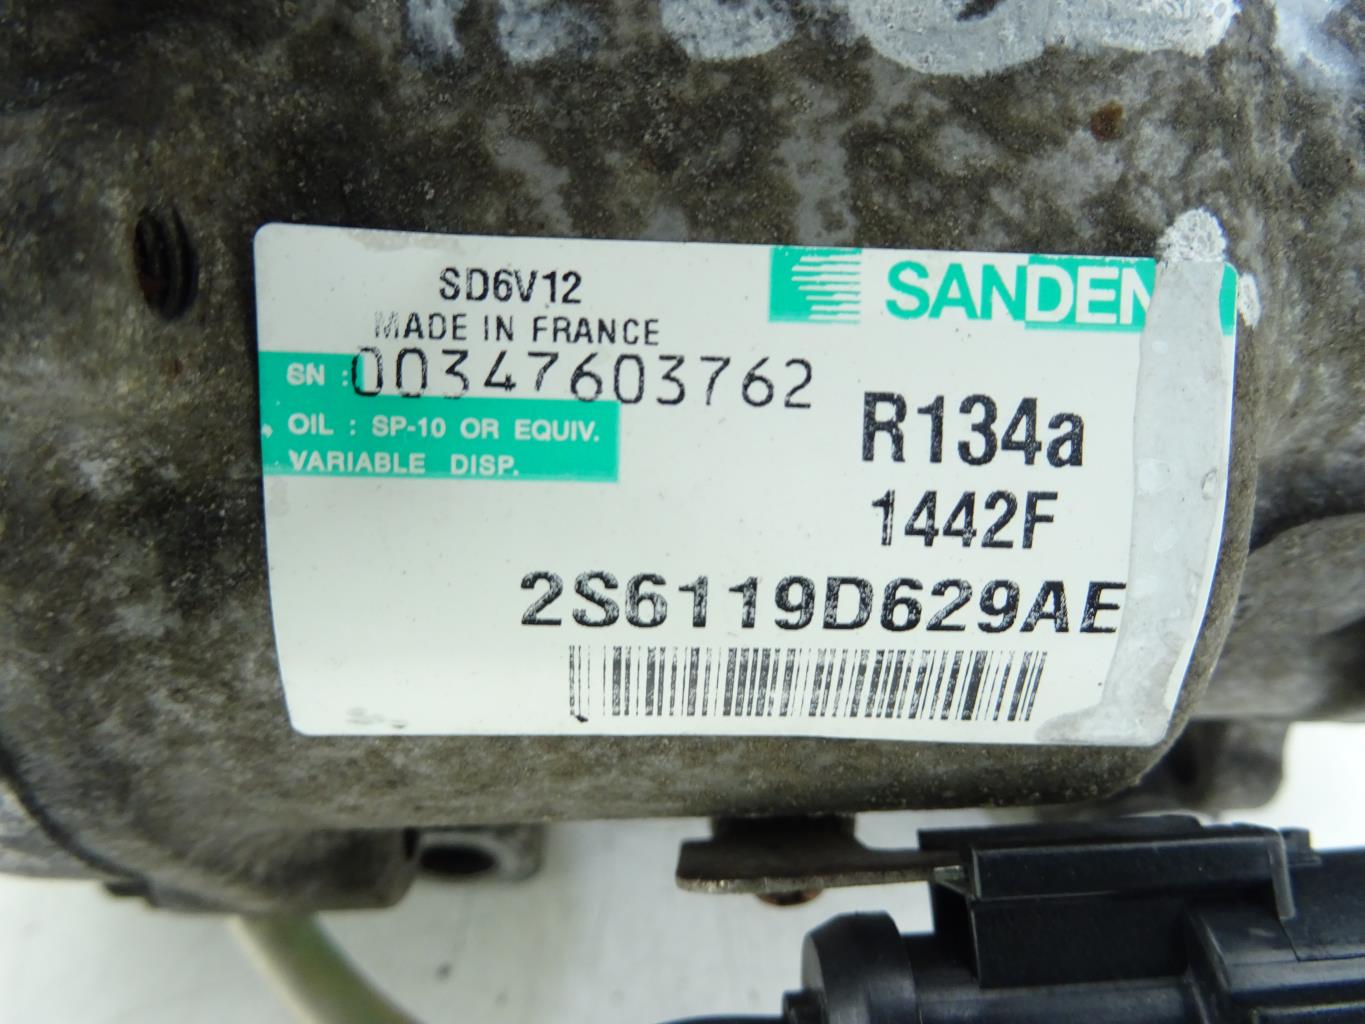 SD6V12
SANDEN
MADE IN FRANCE
SN : 00347603762
OIL : SP-10 OR EQUIV.
VARIABLE DISP.
R134a
1442F
2S6119D629AE